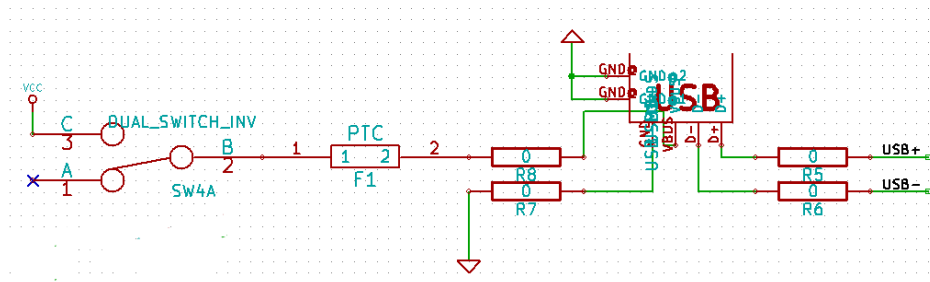 VCC
C
3
DUAL_SWITCH_INV
A
1
B
2
SW4A
1
PTC
1 2
F1
2
0
R8
0
R7
GND
GND
USB
VBUS
D-
D+
0
R5
0
R6
USB+
USB-